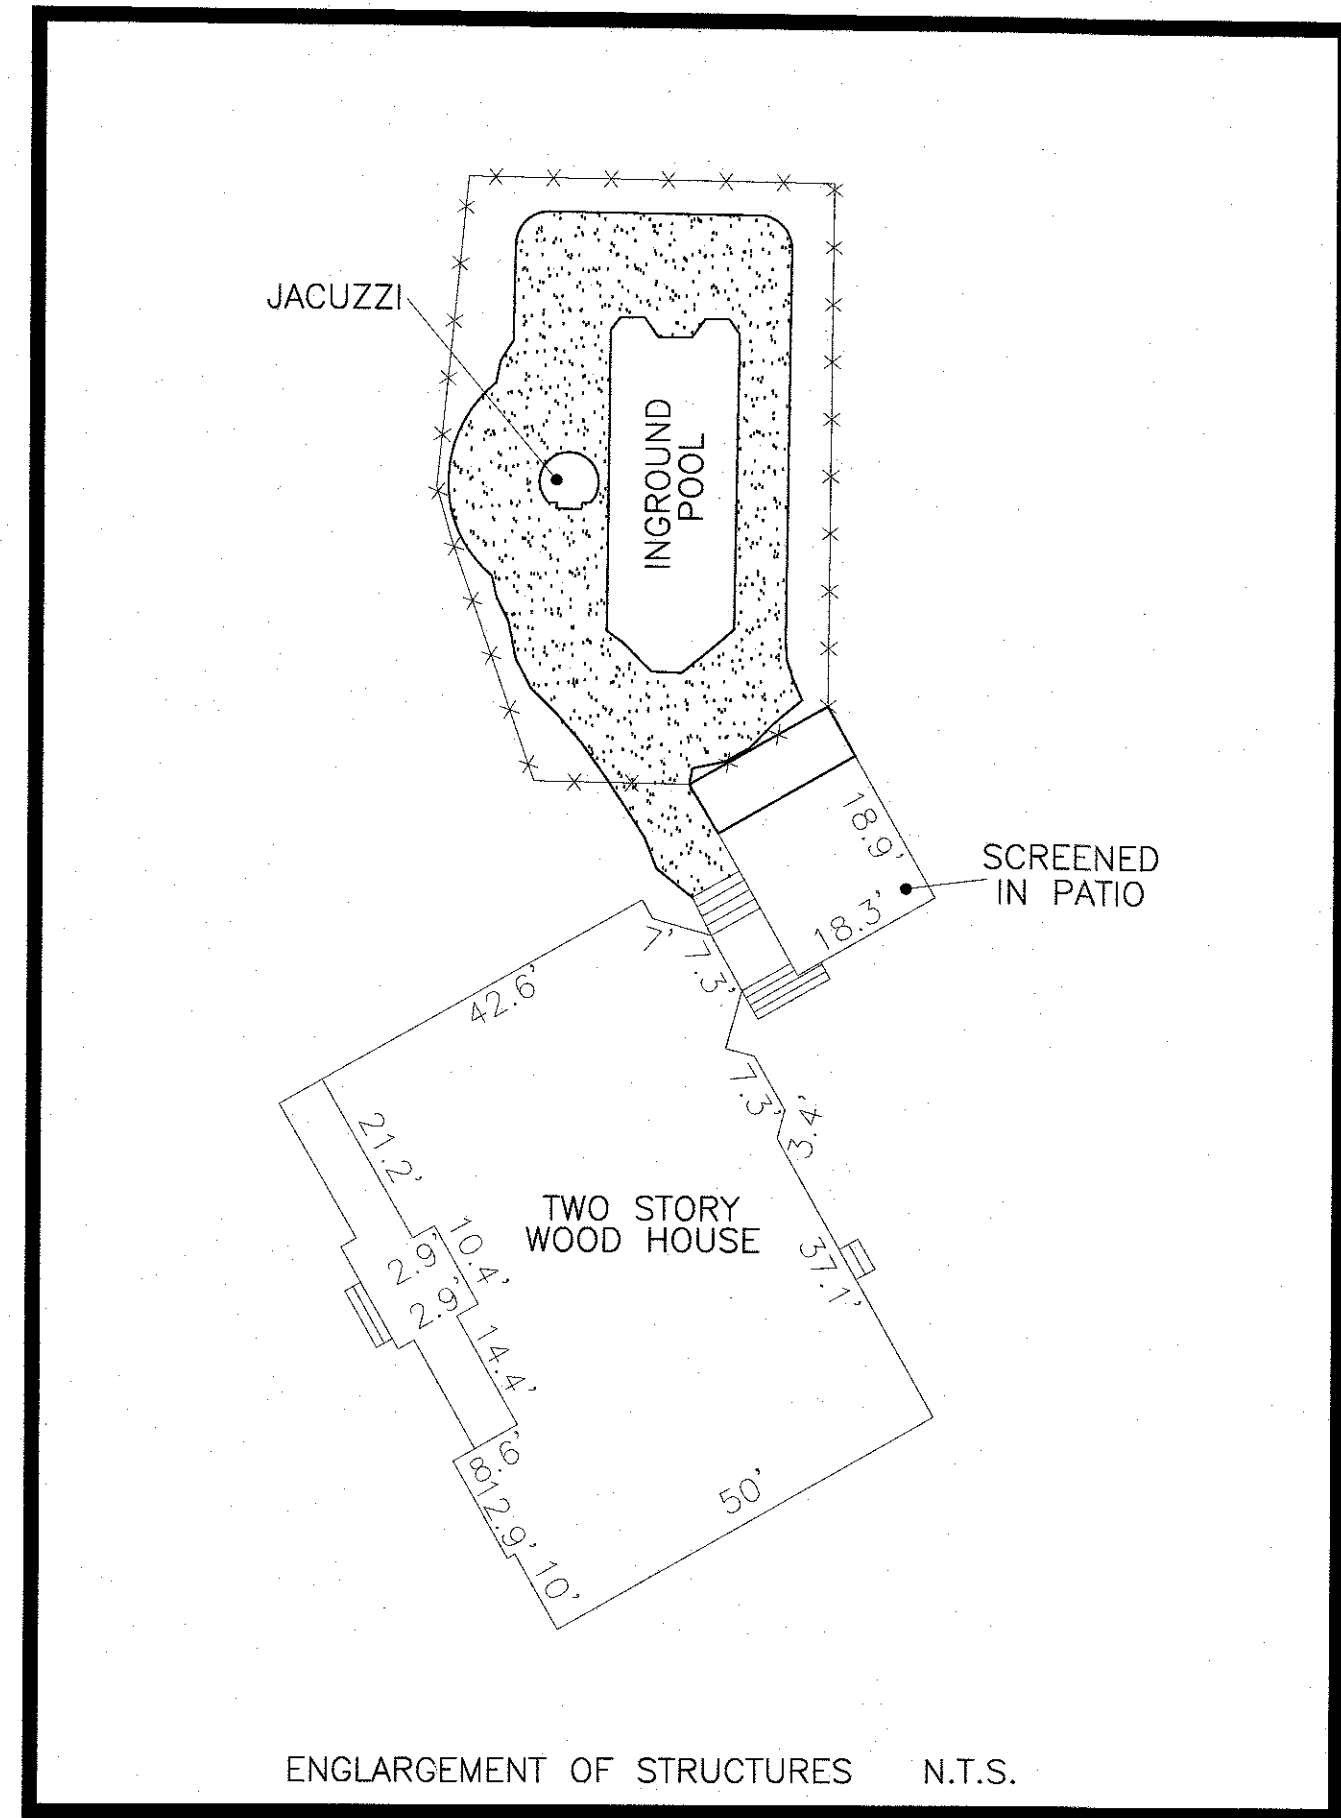 JACUZZI
INGROUND
POOL
18.9'
SCREENED
IN PATIO
18.3'
7'
7.3'
42.6'
7.3'
3.4'
21.2'
TWO STORY
WOOD HOUSE
10.4'
2.9'
2.9'
37.1'
14.4'
8.6'
12.9'
50'
10'
ENGLARGEMENT OF STRUCTURES N.T.S.